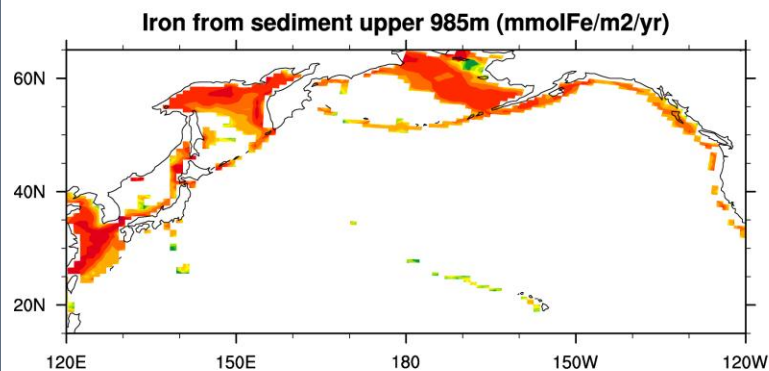 Iron from sediment upper 985m (mmolFe/m2/yr)
60N
40N
20N
120E 150E 180 150W 120W